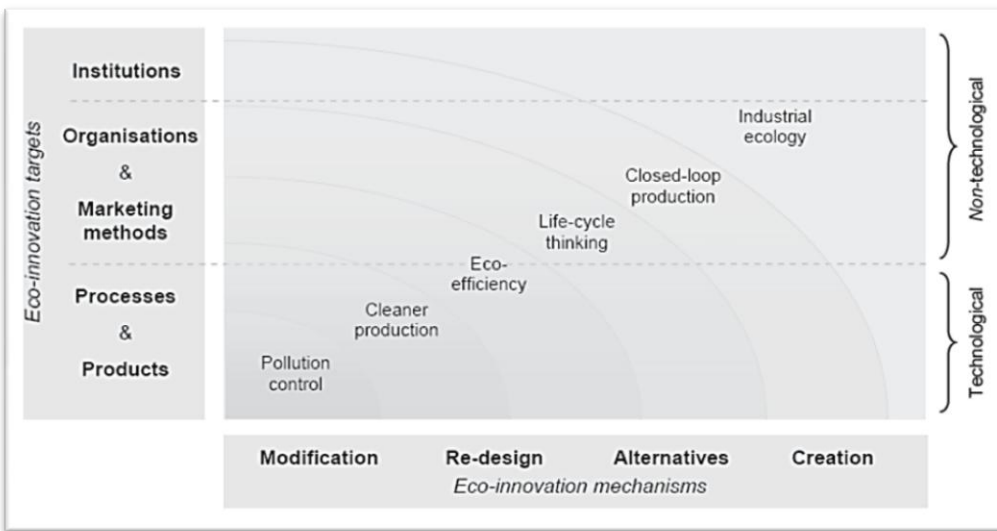 Eco-innovation targets
Institutions
Organisations
&
Marketing
methods
Processes
&
Products
Industrial
ecology
Closed-loop
production
Life-cycle
thinking
Eco-
efficiency
Cleaner
production
Pollution
control
Non-technological
Technological
Modification Re-design Alternatives Creation
Eco-innovation mechanisms